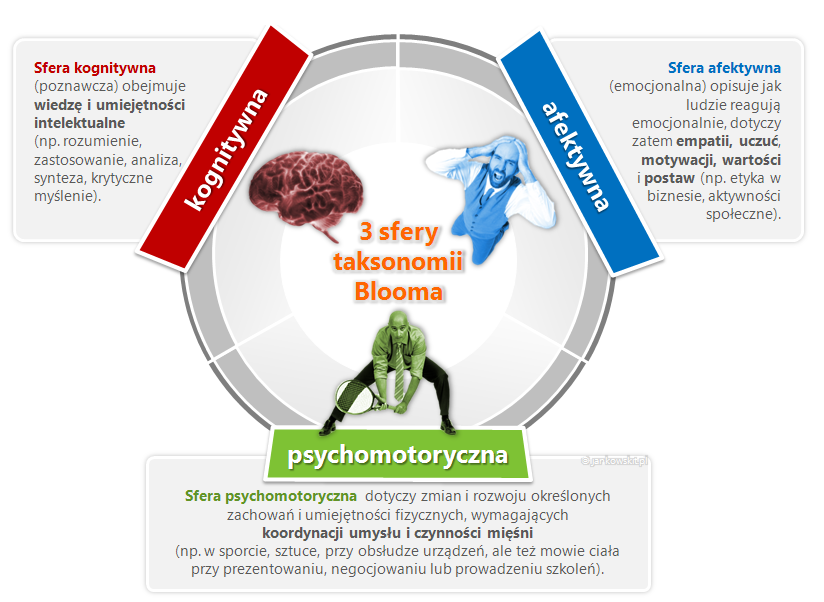 Sfera kognitywna
(poznawcza) obejmuje
wiedzę i umiejętności
intelektualne
(np. rozumienie,
zastosowanie, analiza,
synteza, krytyczne
myślenie).
kognitywna
afektywna
Sfera afektywna
(emocjonalna) opisuje jak
ludzie reagują
emocjonalnie, dotyczy
zatem empatii, uczuć,
motywacji, wartości
i postaw (np. etyka w
biznesie, aktywności
społeczne).
3 sfery
taksonomii
Blooma
psychomotoryczna
Sfera psychomotoryczna dotyczy zmian i rozwoju określonych
zachowań i umiejętności fizycznych, wymagających
koordynacji umysłu i czynności mięśni
(np. w sporcie, sztuce, przy obsłudze urządzeń, ale też mowie ciała
przy prezentowaniu, negocjowaniu lub prowadzeniu szkoleń).